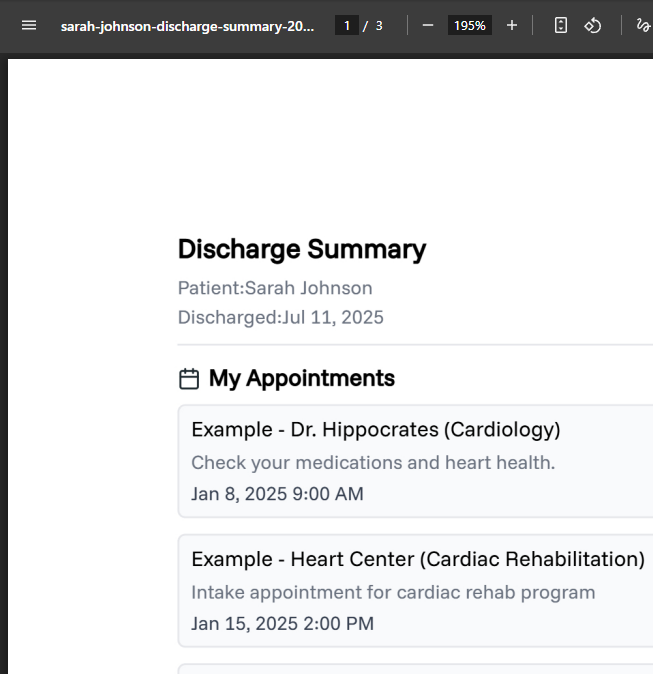 sarah-johnson-discharge-summary-20...
1 / 3
195%
Discharge Summary
Patient:Sarah Johnson
Discharged:Jul 11, 2025
My Appointments
Example - Dr. Hippocrates (Cardiology)
Check your medications and heart health.
Jan 8, 2025 9:00 AM
Example - Heart Center (Cardiac Rehabilitation)
Intake appointment for cardiac rehab program
Jan 15, 2025 2:00 PM